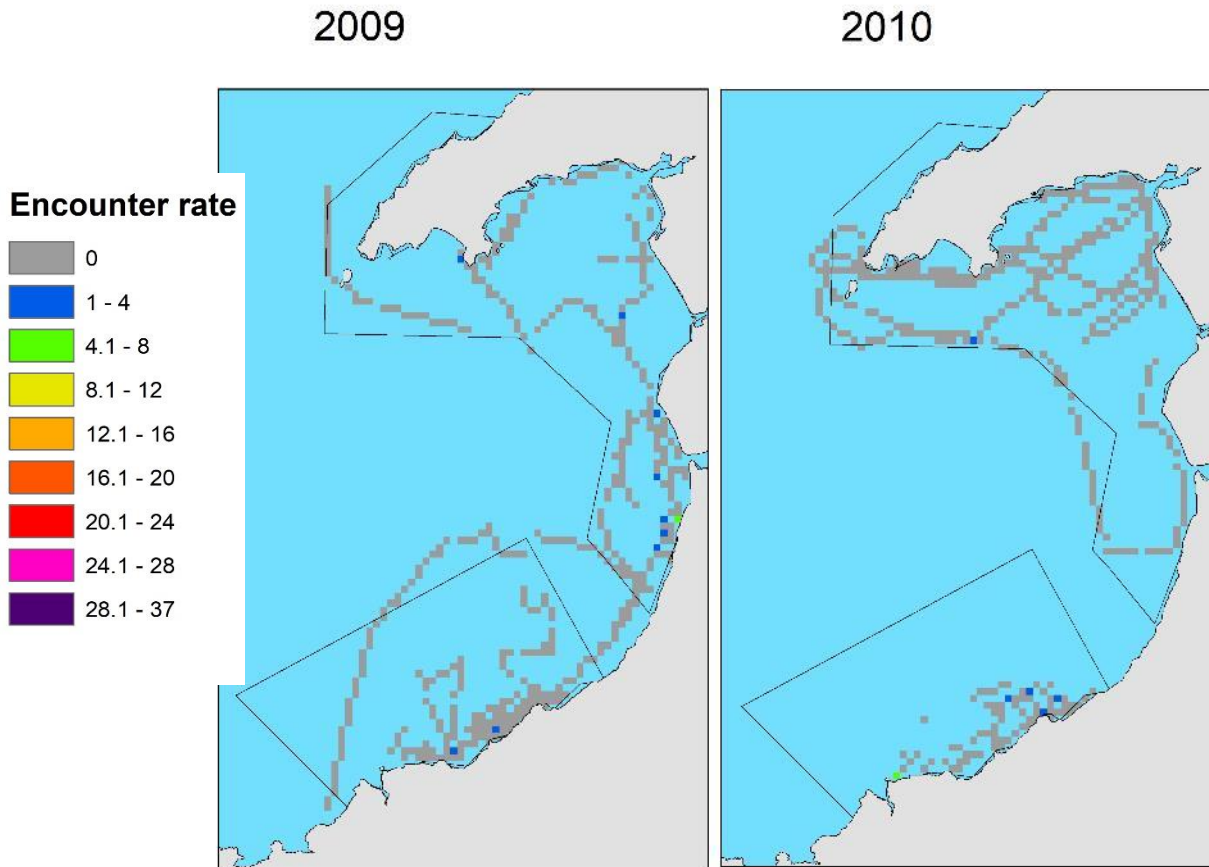 2009
2010
Encounter rate
0
1 - 4
4.1 - 8
8.1 - 12
12.1 - 16
16.1 - 20
20.1 - 24
24.1 - 28
28.1 - 37